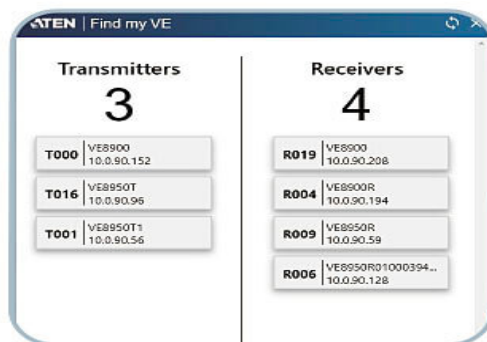 ATEN | Find my VE
Transmitters
3
T000 VE8900
10.0.90.152
T016 VE8950T
10.0.90.96
T001 VE8950T1
10.0.90.56
Receivers
4
R019 VE8900
10.0.90.208
R004 VE8900R
10.0.90.194
R009 VE8950R
10.0.90.59
R006 VE8950R01000394...
10.0.90.128